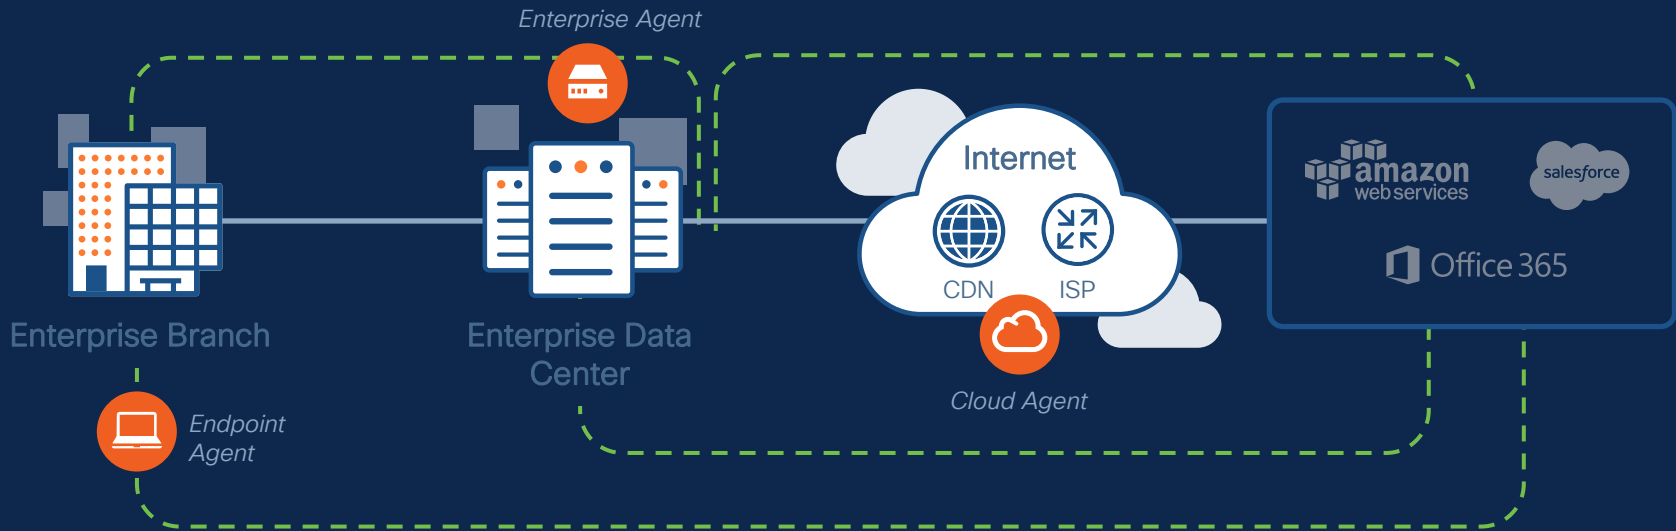 Enterprise Agent
Internet
CDN
ISP
amazon
web services
salesforce
Office 365
Enterprise Branch
Enterprise Data
Center
Cloud Agent
Endpoint
Agent